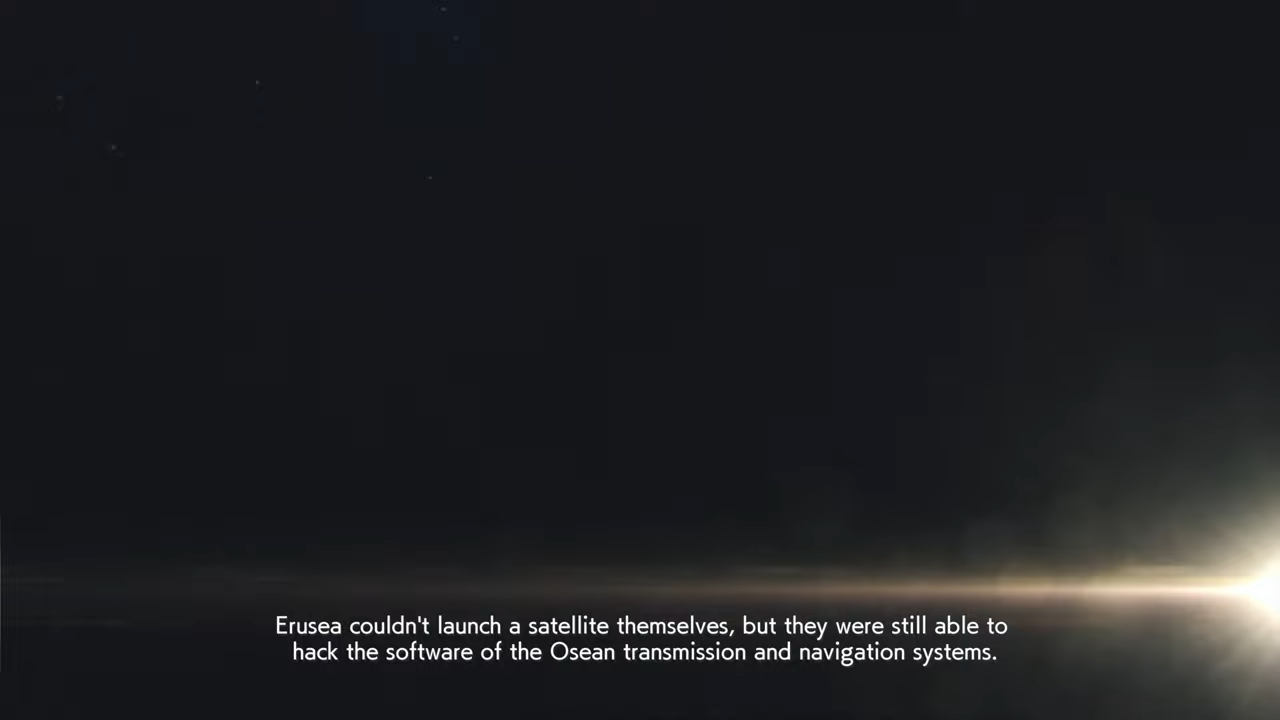 Erusea couldn't launch a satellite themselves, but they were still able to
hack the software of the Osean transmission and navigation systems.